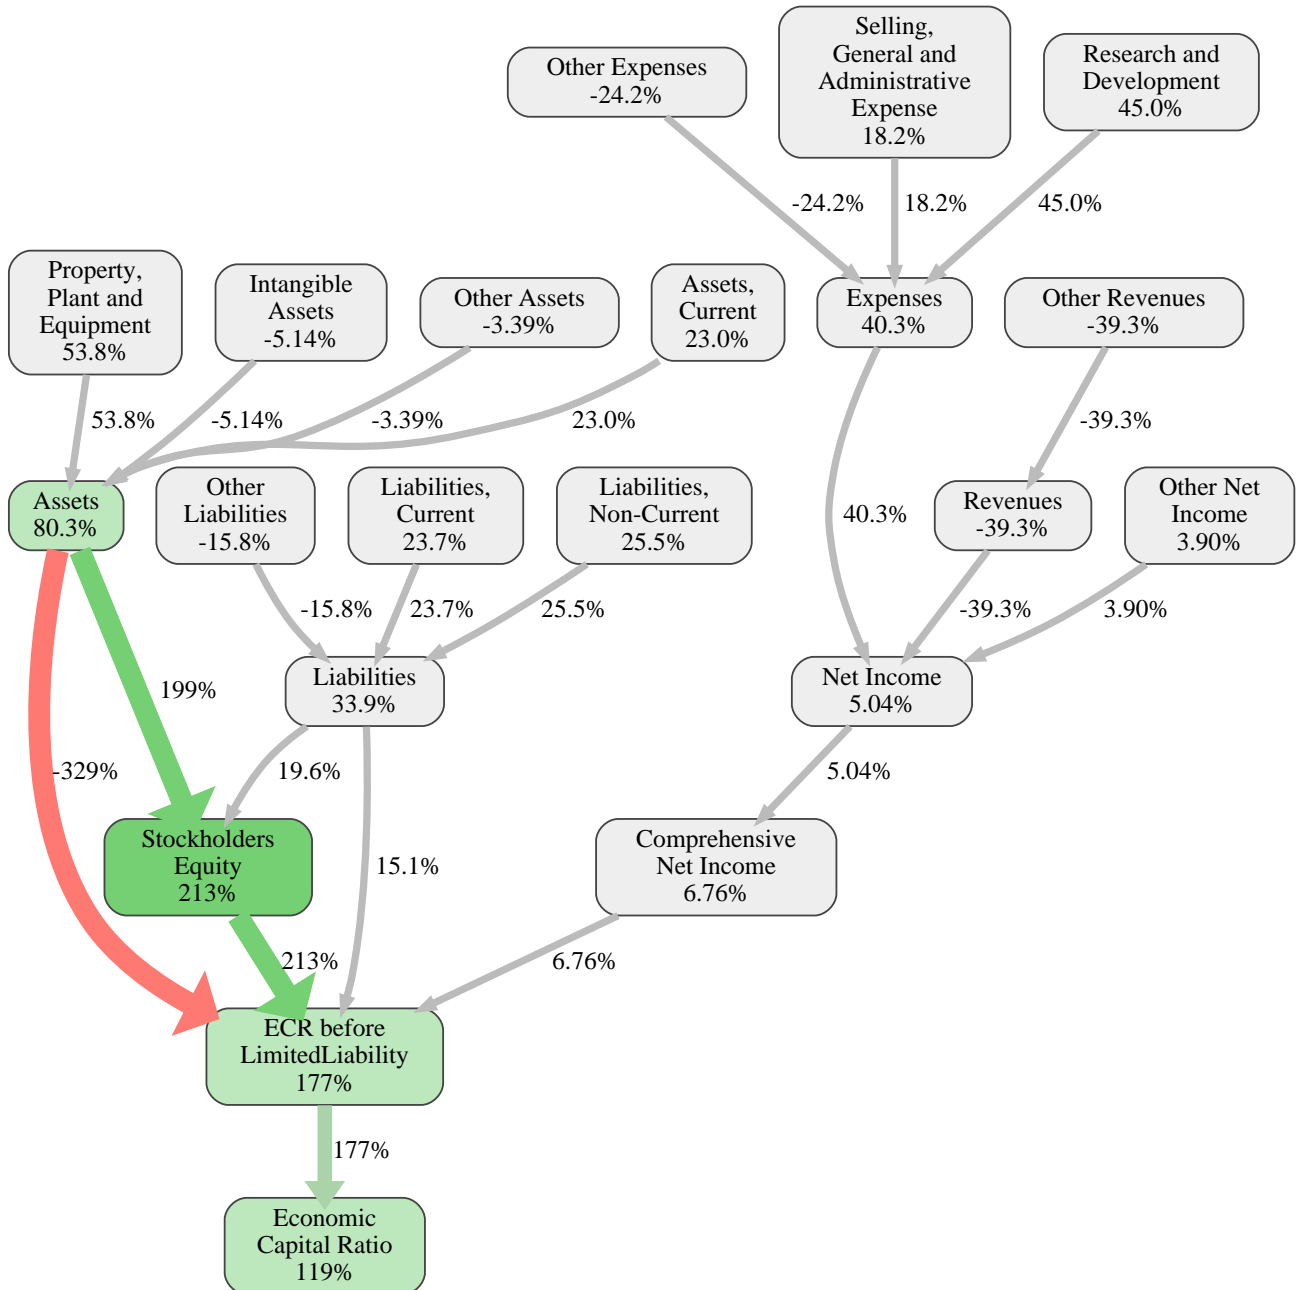 Other Expenses
-24.2%
Selling,
General and
Administrative
Expense
18.2%
Research and
Development
45.0%
-24.2%
18.2%
45.0%
Property,
Plant and
Equipment
53.8%
Intangible
Assets
-5.14%
Other Assets
-3.39%
Assets,
Current
23.0%
Expenses
40.3%
Other Revenues
-39.3%
53.8%
-5.14%
-3.39%
23.0%
-39.3%
Assets
80.3%
Other
Liabilities
-15.8%
Liabilities,
Current
23.7%
Liabilities,
Non-Current
25.5%
40.3%
Revenues
-39.3%
Other Net
Income
3.90%
-15.8%
23.7%
25.5%
-39.3%
3.90%
199%
Liabilities
33.9%
Net Income
5.04%
-329%
19.6%
5.04%
Stockholders
Equity
213%
15.1%
Comprehensive
Net Income
6.76%
213%
6.76%
ECR before
LimitedLiability
177%
177%
Economic
Capital Ratio
119%